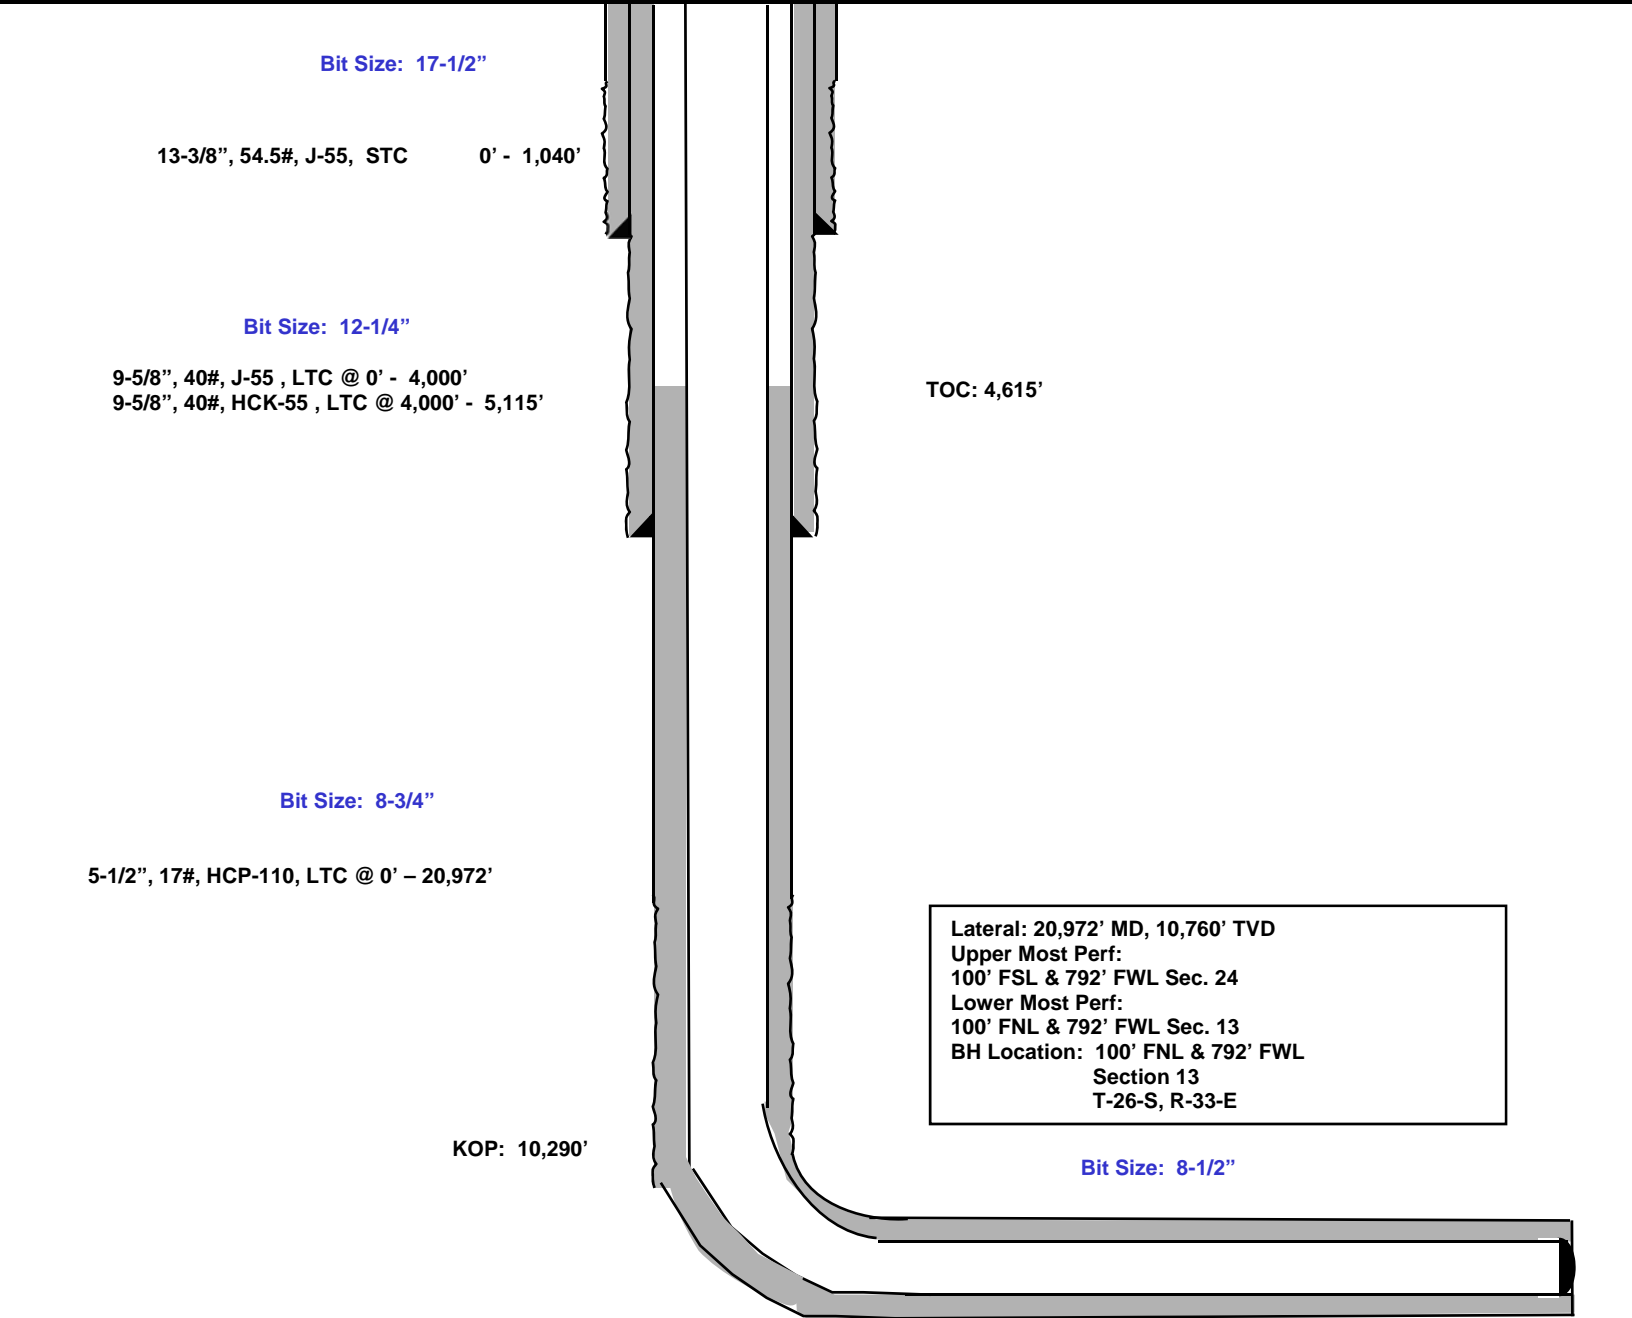 Bit Size: 17-1/2”
13-3/8”, 54.5#, J-55, STC 0’ - 1,040’
Bit Size: 12-1/4”
9-5/8”, 40#, J-55 , LTC @ 0’ - 4,000’
9-5/8”, 40#, HCK-55 , LTC @ 4,000’ - 5,115’
TOC: 4,615’
Bit Size: 8-3/4”
5-1/2”, 17#, HCP-110, LTC @ 0’ – 20,972’
Lateral: 20,972’ MD, 10,760’ TVD
Upper Most Perf:
100’ FSL & 792’ FWL Sec. 24
Lower Most Perf:
100’ FNL & 792’ FWL Sec. 13
BH Location: 100’ FNL & 792’ FWL
Section 13
T-26-S, R-33-E
KOP: 10,290’
Bit Size: 8-1/2”